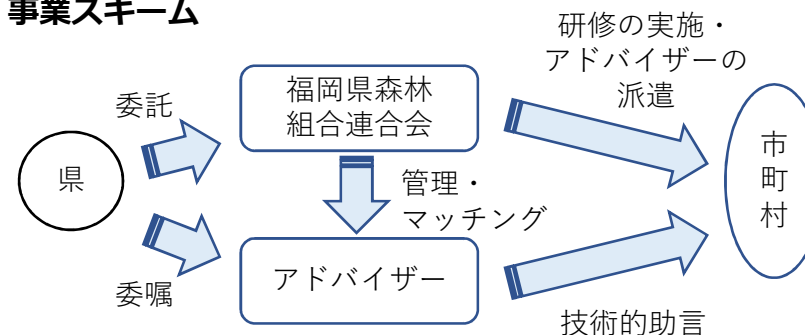 事業スキーム
研修の実施・
アドバイザーの
派遣
委託
福岡県森林
組合連合会
県
管理・
マッチング
市
町
村
委嘱
アドバイザー
技術的助言